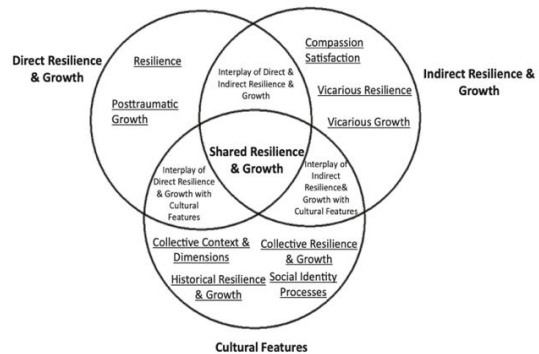 Direct Resilience
& Growth
Resilience
Posttraumatic
Growth
Interplay of Direct &
Indirect Resilience &
Growth
Compassion
Satisfaction
Vicarious Resilience
Vicarious Growth
Indirect Resilience &
Growth
Shared Resilience
& Growth
Interplay of
Direct Resilience
& Growth with
Cultural
Features
Interplay of
Indirect
Resilience&
Growth with
Cultural Features
Collective Context &
Dimensions
Collective Resilience
& Growth
Historical Resilience
& Growth
Social Identity
Processes
Cultural Features